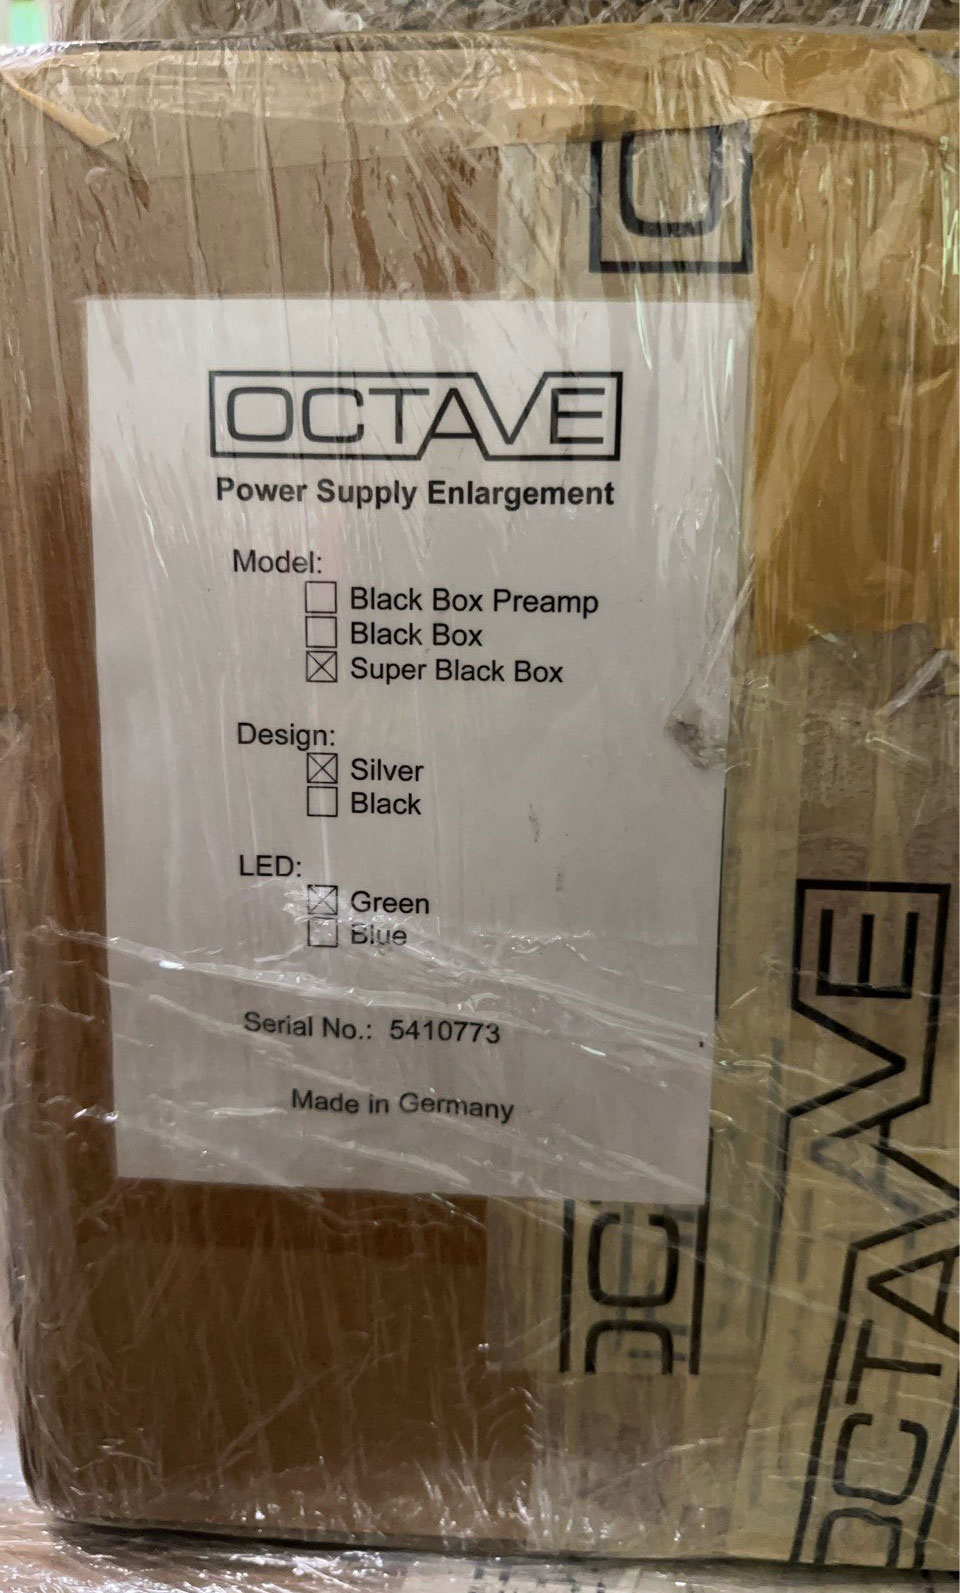 O
OCTAVE
Power Supply Enlargement
Model:
☐ Black Box Preamp
☐ Black Box
☒ Super Black Box
Design:
☒ Silver
☐ Black
LED:
☒ Green
☐ Blue
Serial No.: 5410773
Made in Germany
OC
OCTAVE